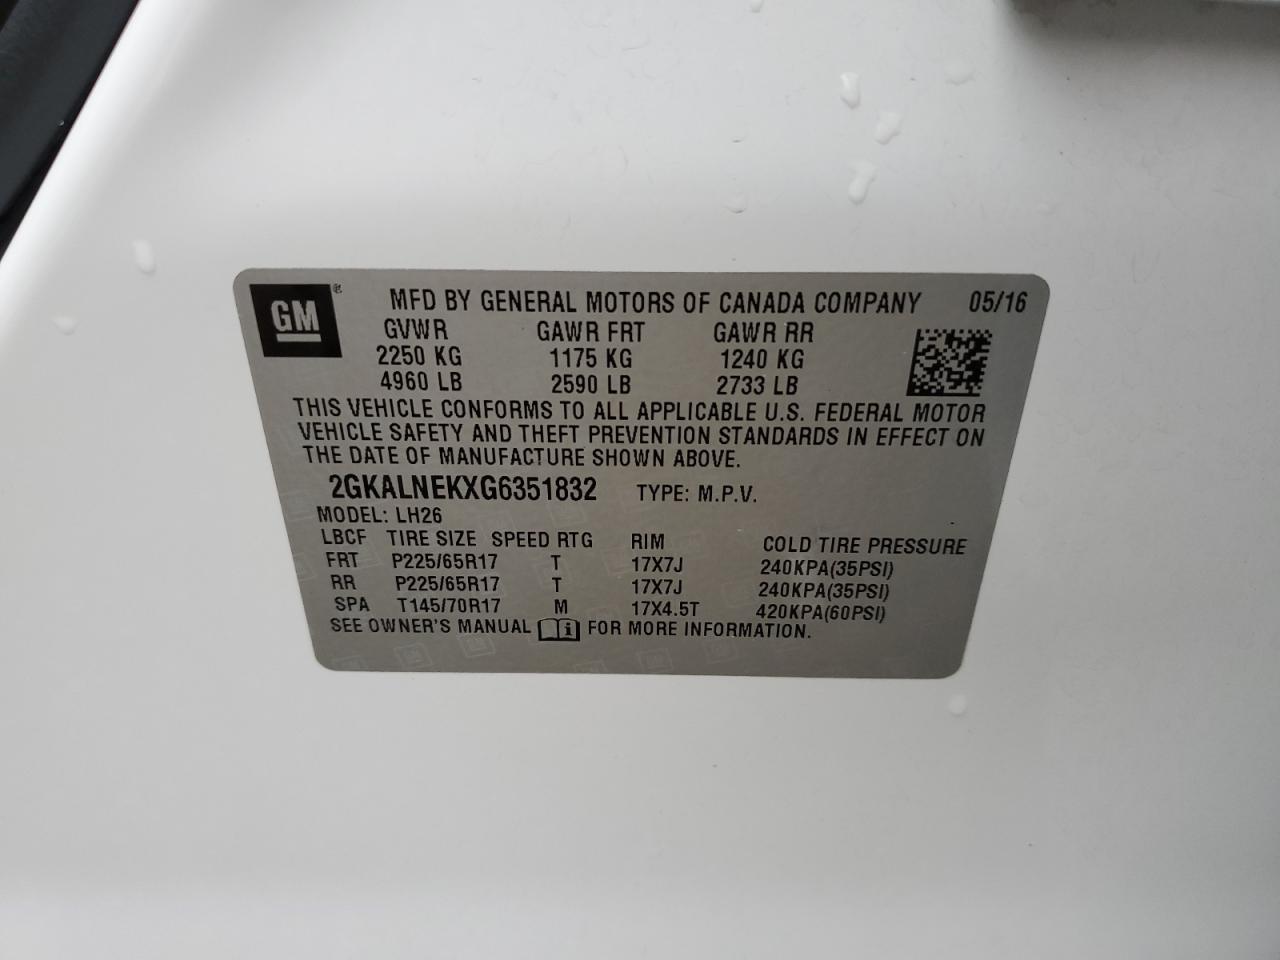 GM ® MFD BY GENERAL MOTORS OF CANADA COMPANY 05/16
GVWR GAWR FRT GAWR RR
2250 KG 1175 KG 1240 KG
4960 LB 2590 LB 2733 LB
THIS VEHICLE CONFORMS TO ALL APPLICABLE U.S. FEDERAL MOTOR
VEHICLE SAFETY AND THEFT PREVENTION STANDARDS IN EFFECT ON
THE DATE OF MANUFACTURE SHOWN ABOVE.
2GKALNEKXG6351832 TYPE: M.P.V.
MODEL: LH26
LBCF TIRE SIZE SPEED RTG RIM COLD TIRE PRESSURE
FRT P225/65R17 T 17X7J 240KPA(35PSI)
RR P225/65R17 T 17X7J 240KPA(35PSI)
SPA T145/70R17 M 17X4.5T 420KPA(60PSI)
SEE OWNER'S MANUAL i FOR MORE INFORMATION.